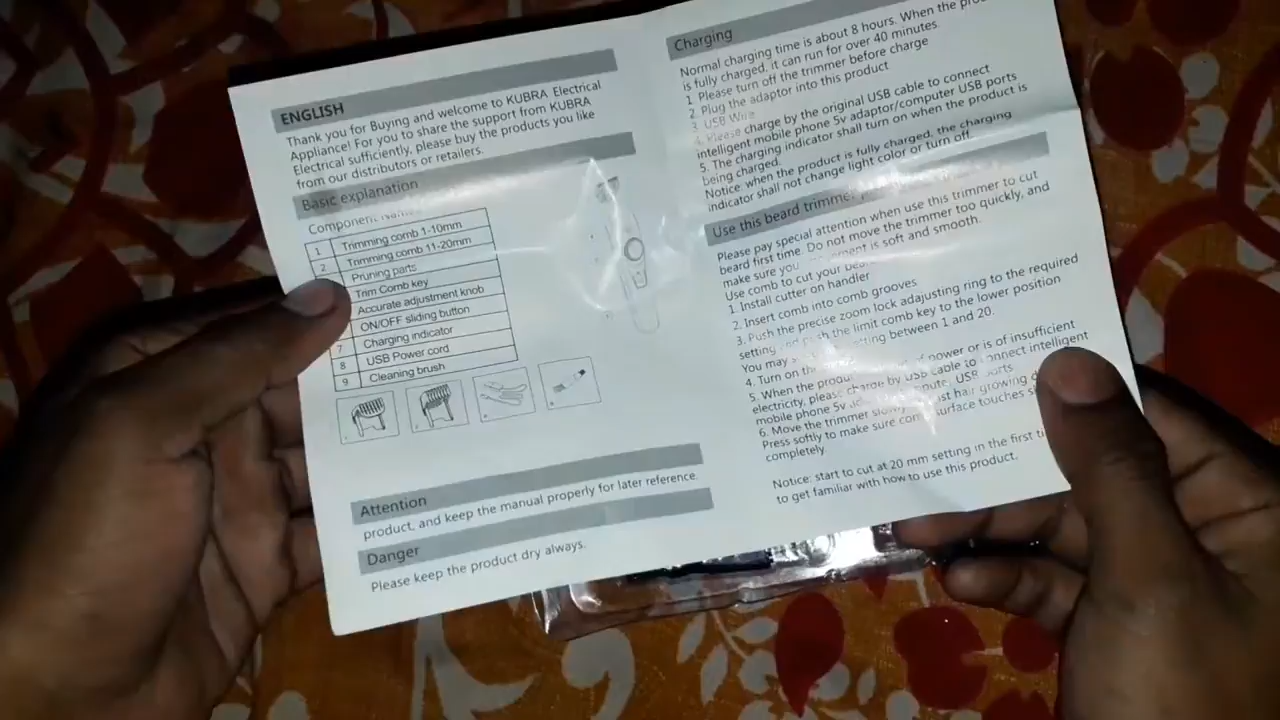 ENGLISH
Thank you for Buying and welcome to KUBRA Electrical
Appliance! For you to share the support from KUBRA
Electrical sufficiently, please buy the products you like
from our distributors or retailers.
Basic explanation
Component
1 Trimming comb 1-10mm
2 Trimming comb 11-20mm
Pruning parts
Trim Comb key
Accurate adjustment knob
ON/OFF sliding button
7 Charging indicator
8 USB Power cord
9 Cleaning brush
Attention
product, and keep the manual properly for later reference.
Danger
Please keep the product dry always.
Charging
Normal charging time is about 8 hours. When the
is fully charged, it can run for over 40 minutes.
1. Please turn off the trimmer before charge
2. Plug the adaptor into this product
3. USB Wire
4. Please charge by the original USB cable to connect
intelligent mobile phone 5v adaptor/computer USB ports
5. The charging indicator shall turn on when the product is
being charged.
Notice: when the product is fully charged, the charging
indicator shall not change light color or turn off.
Use this beard trimmer
Please pay special attention when use this trimmer to cut
beard first time. Do not move the trimmer too quickly, and
make sure is soft and smooth.
Use comb to cut your
1. Install cutter on handler
2. Insert comb into comb grooves
3. Push the precise zoom lock adjusting ring to the required
setting and push the limit comb key to the lower position
You may setting between 1 and 20.
4. Turn on
5. When the of power or is of insufficient
electricity, please charge by USB cable to connect intelligent
mobile phone 5v USB ports
6. Move the trimmer hair growing
Press softly to make sure surface touches
completely.
Notice: start to cut at 20 mm setting in the first
to get familiar with how to use this product.